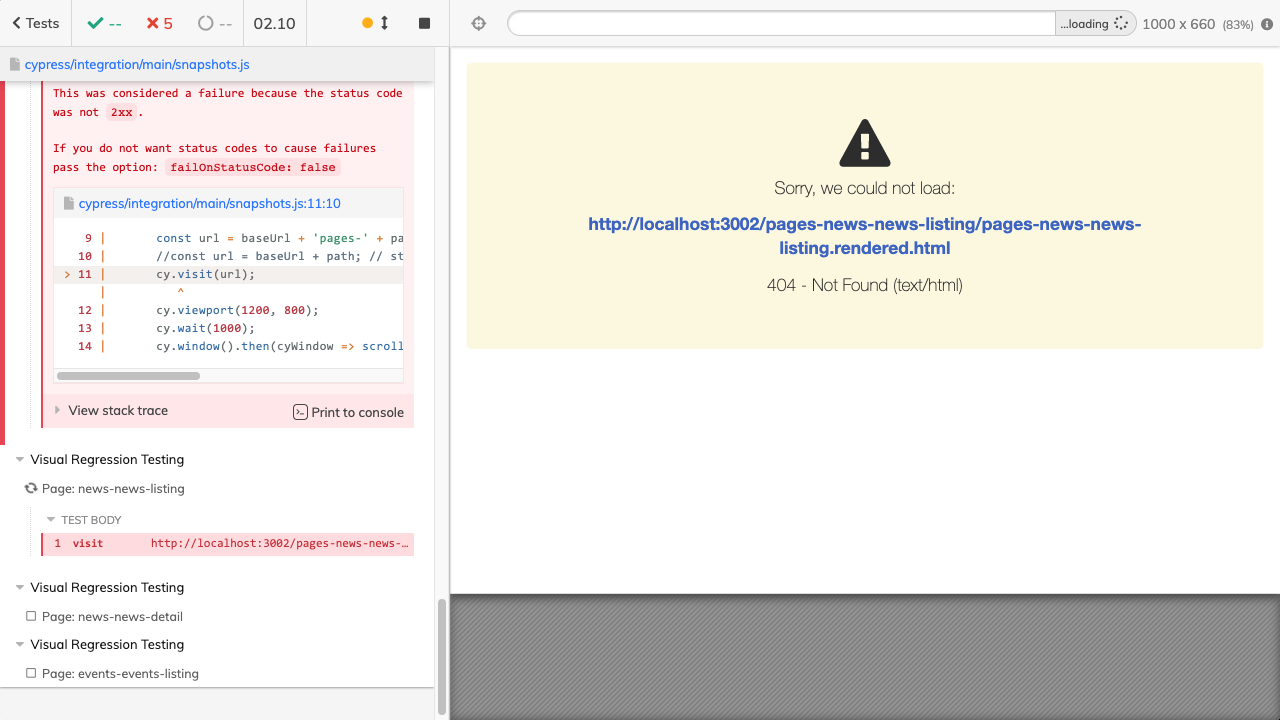 Tests
--
5
--
02.10
...loading
1000 x 660 (83%)
cypress/integration/main/snapshots.js
This was considered a failure because the status code
was not 2xx.
If you do not want status codes to cause failures
pass the option: failOnStatusCode: false
cypress/integration/main/snapshots.js:11:10
9 | const url = baseUrl + 'pages-' + pa
10 | //const url = baseUrl + path; // st
> 11 | cy.visit(url);
| ^
12 | cy.viewport(1200, 800);
13 | cy.wait(1000);
14 | cy.window().then(cyWindow => scroll
View stack trace
Print to console
Visual Regression Testing
Page: news-news-listing
TEST BODY
1 visit http://localhost:3002/pages-news-news-…
Visual Regression Testing
Page: news-news-detail
Visual Regression Testing
Page: events-events-listing
Sorry, we could not load:
http://localhost:3002/pages-news-news-listing/pages-news-news-
listing.rendered.html
404 - Not Found (text/html)